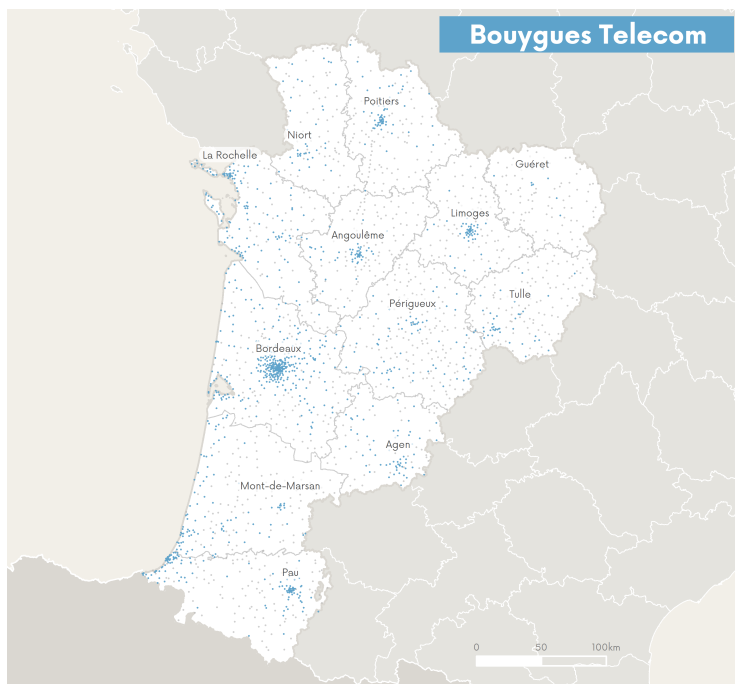 Bouygues Telecom
Poitiers
Niort
La Rochelle
Guéret
Limoges
Angoulême
Tulle
Périgueux
Bordeaux
Agen
Mont-de-Marsan
Pau
0 50 100km